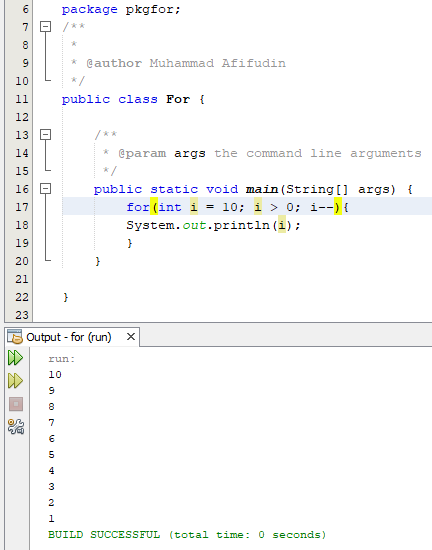 6 package pkgfor;
7 /**
8 *
9 * @author Muhammad Afifudin
10 */
11 public class For {
12
13 /**
14 * @param args the command line arguments
15 */
16 public static void main(String[] args) {
17 for(int i = 10; i > 0; i--){
18 System.out.println(i);
19 }
20 }
21
22 }
23
Output - for (run) ×
run:
10
9
8
7
6
5
4
3
2
1
BUILD SUCCESSFUL (total time: 0 seconds)